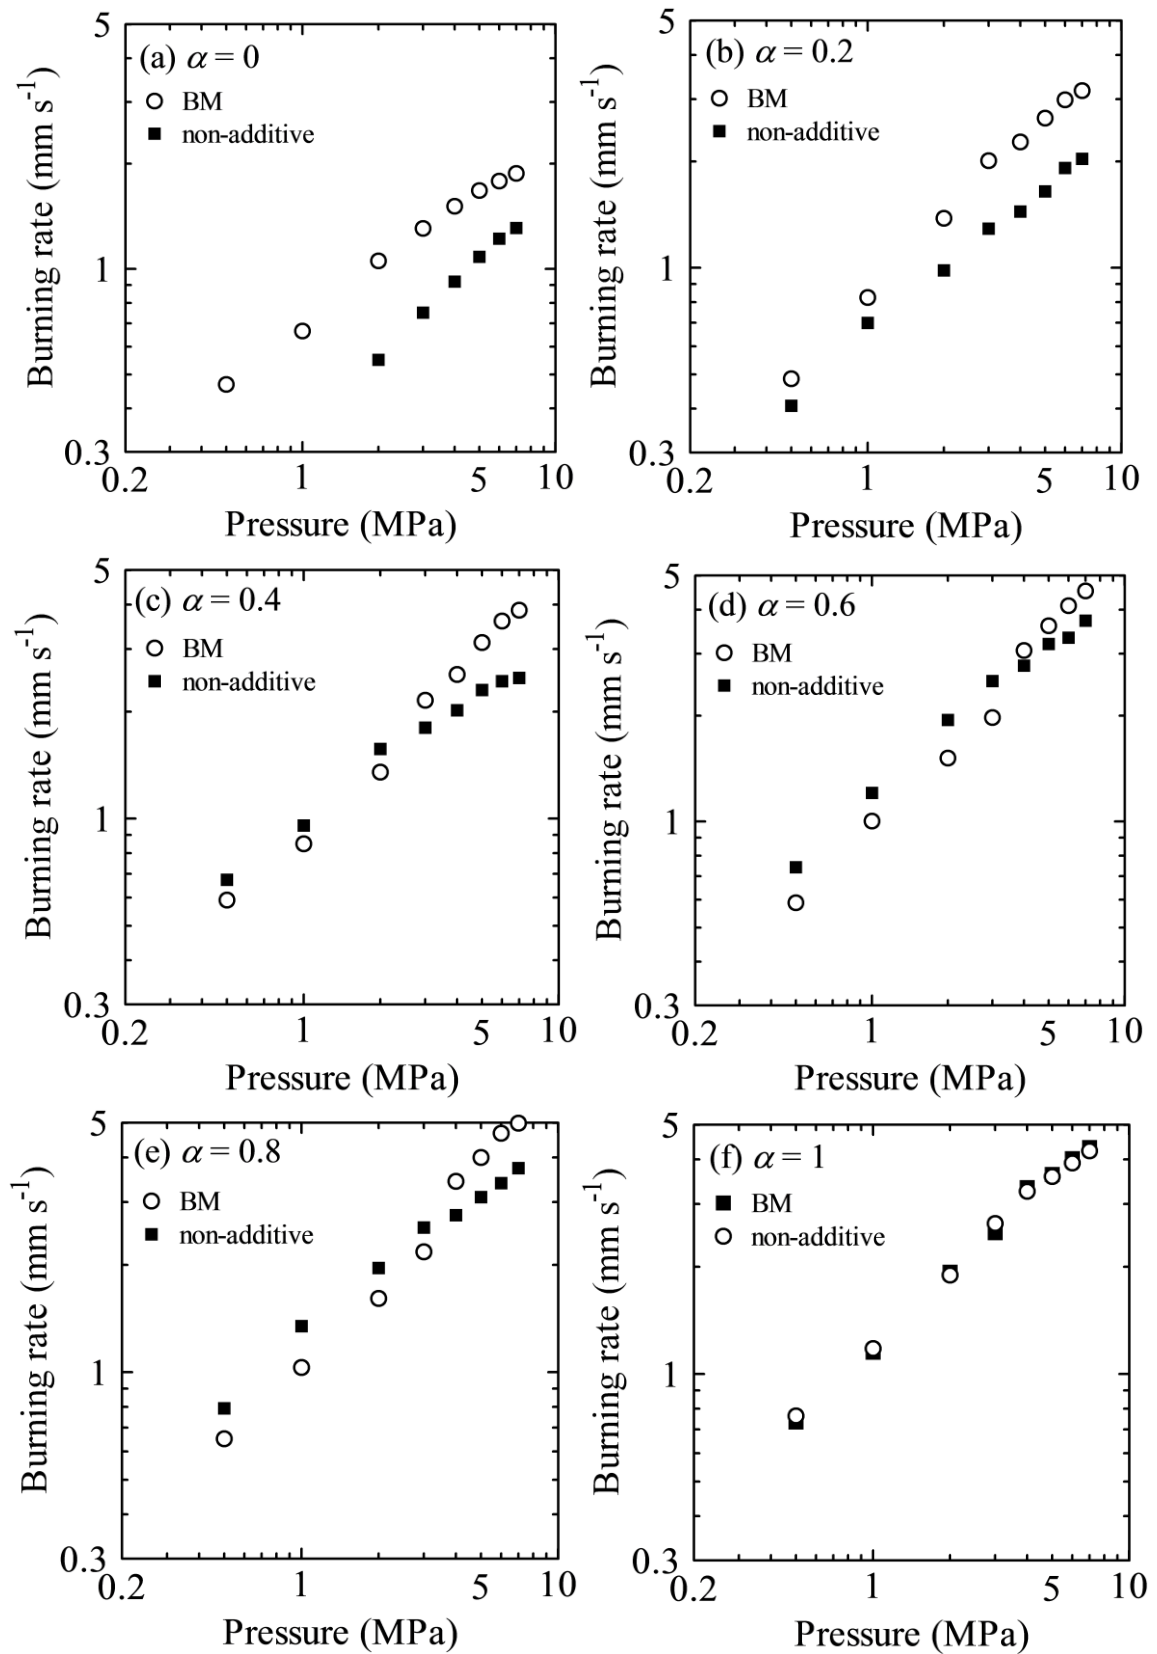 5
(a) α = 0
BM
non-additive
1
0.3
0.2
1
5
10
Burning rate (mm s-1)
Pressure (MPa)
5
(b) α = 0.2
BM
non-additive
1
0.3
0.2
1
5
10
Burning rate (mm s-1)
Pressure (MPa)
5
(c) α = 0.4
BM
non-additive
1
0.3
0.2
1
5
10
Burning rate (mm s-1)
Pressure (MPa)
5
(d) α = 0.6
BM
non-additive
1
0.3
0.2
1
5
10
Burning rate (mm s-1)
Pressure (MPa)
5
(e) α = 0.8
BM
non-additive
1
0.3
0.2
1
5
10
Burning rate (mm s-1)
Pressure (MPa)
5
(f) α = 1
BM
non-additive
1
0.3
0.2
1
5
10
Burning rate (mm s-1)
Pressure (MPa)